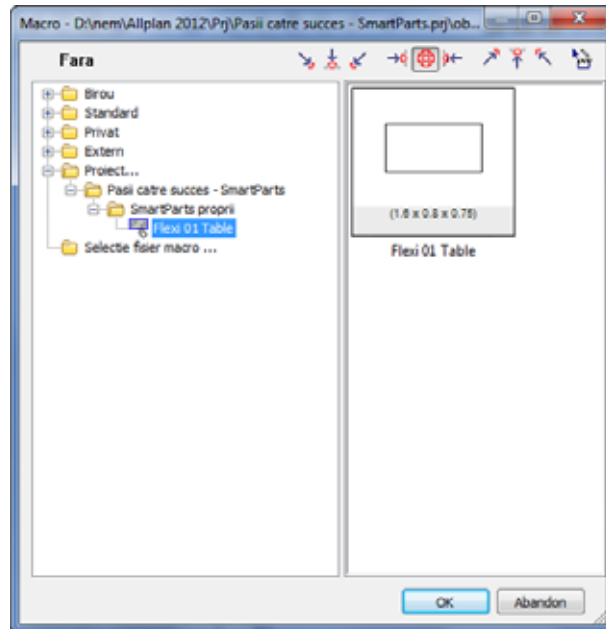 Macro - D:\nem\Allplan 2012\Prj\Pasii catre succes - SmartParts.prj\ob...
Fara
Birou
Standard
Privat
Extern
Proiect...
Pasii catre succes - SmartParts
SmartParts proprii
Flexi 01 Table
Selectie fisier macro ...
(1.6 x 0.8 x 0.75)
Flexi 01 Table
OK
Abandon